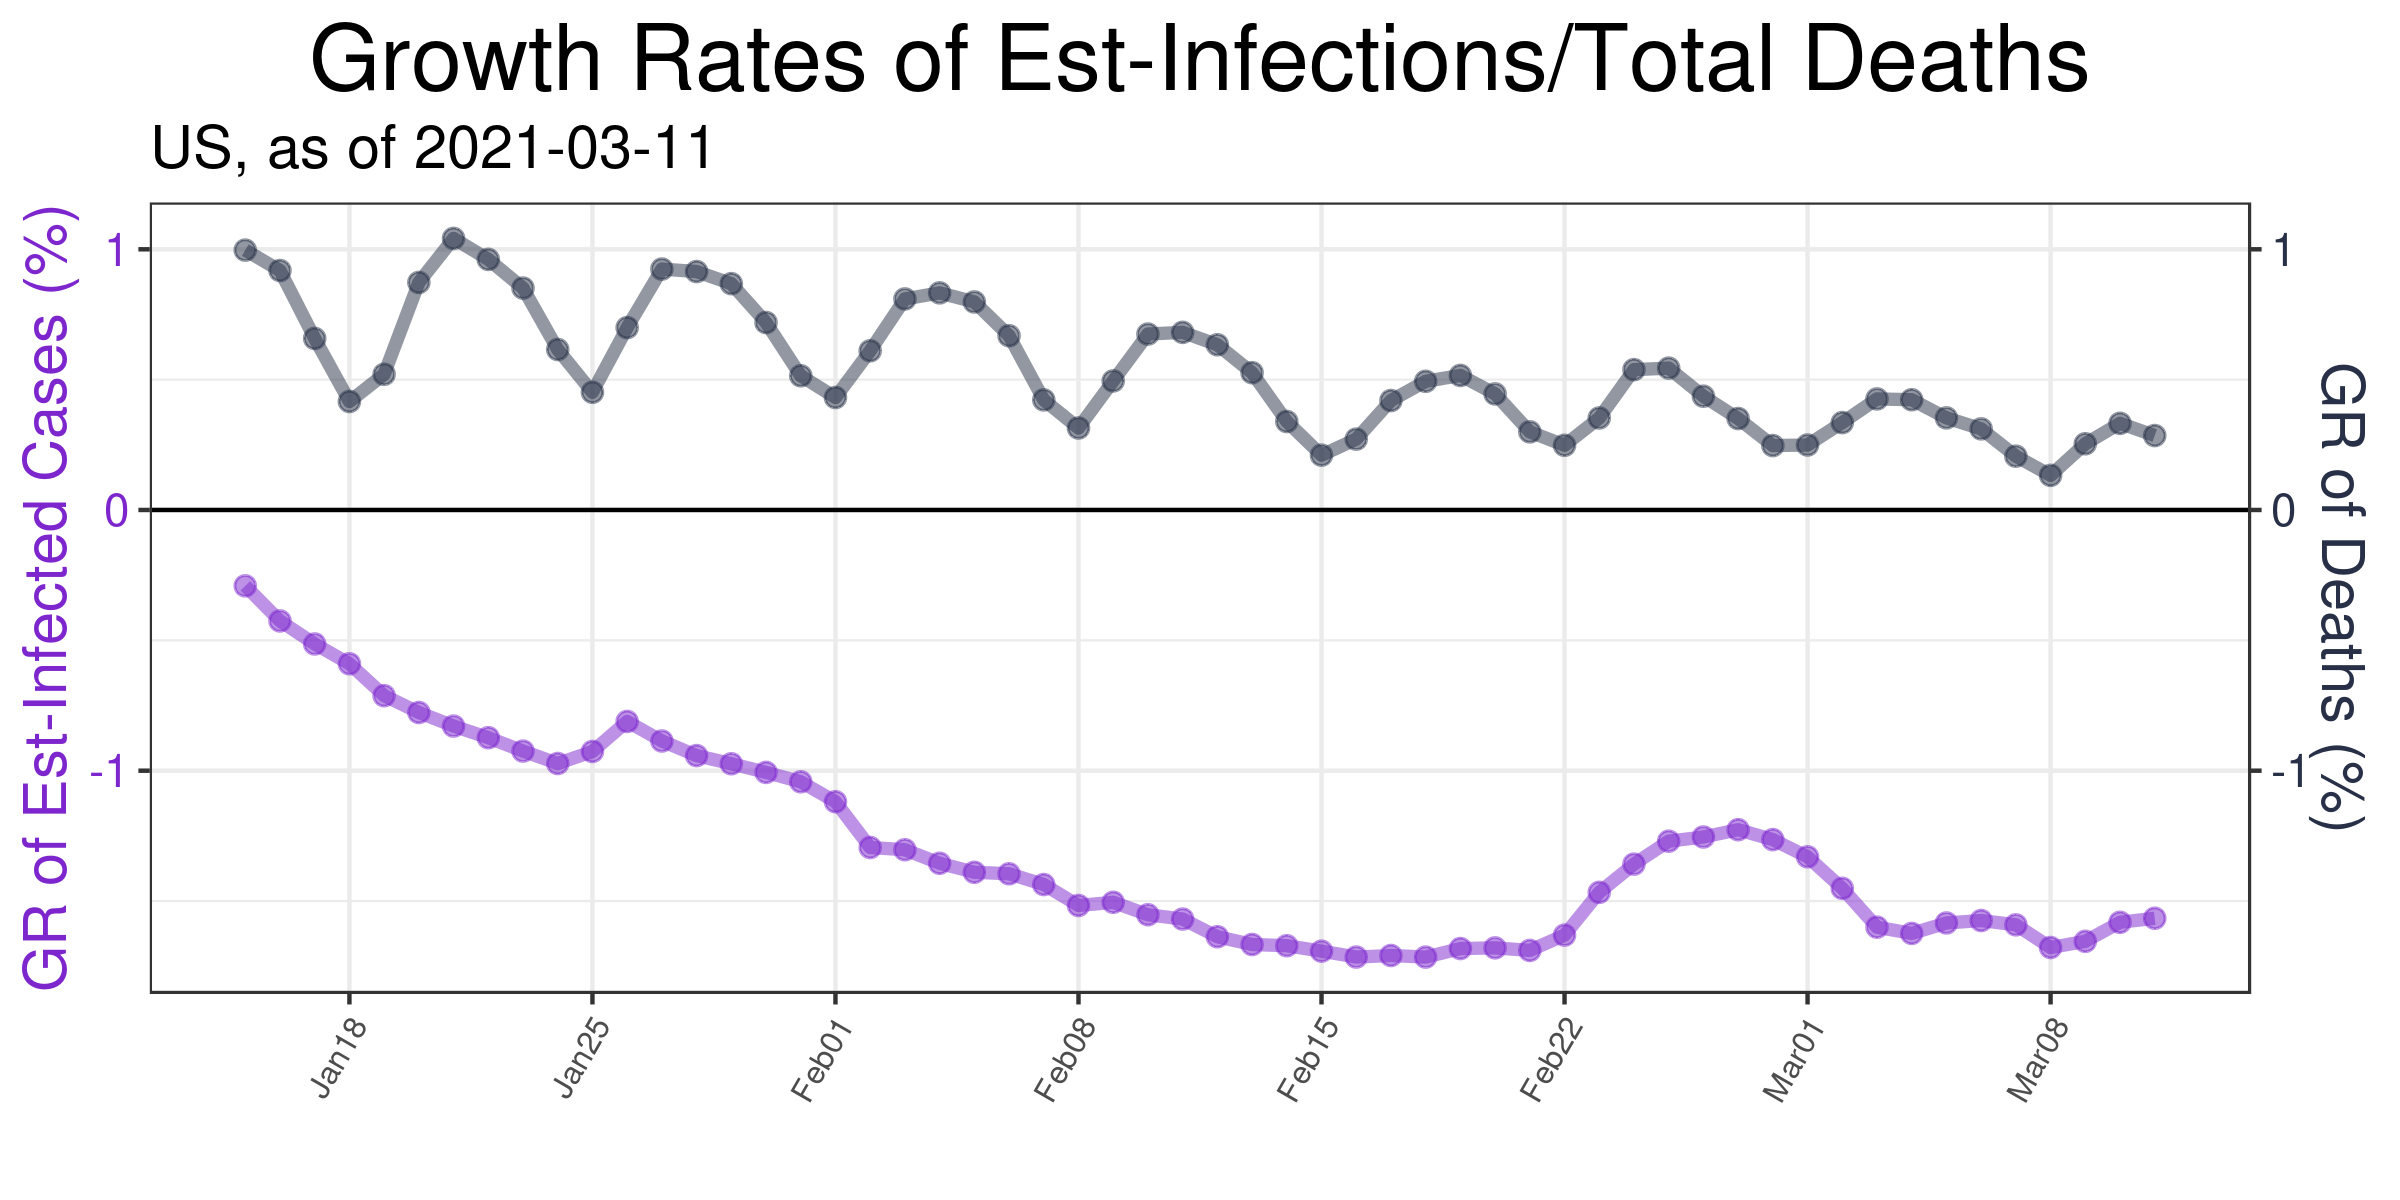 Growth Rates of Est-Infections/Total Deaths
US, as of 2021-03-11
GR of Est-Infected Cases (%)
1
0
-1
1
0
-1
GR of Deaths (%)
Jan18
Jan25
Feb01
Feb08
Feb15
Feb22
Mar01
Mar08